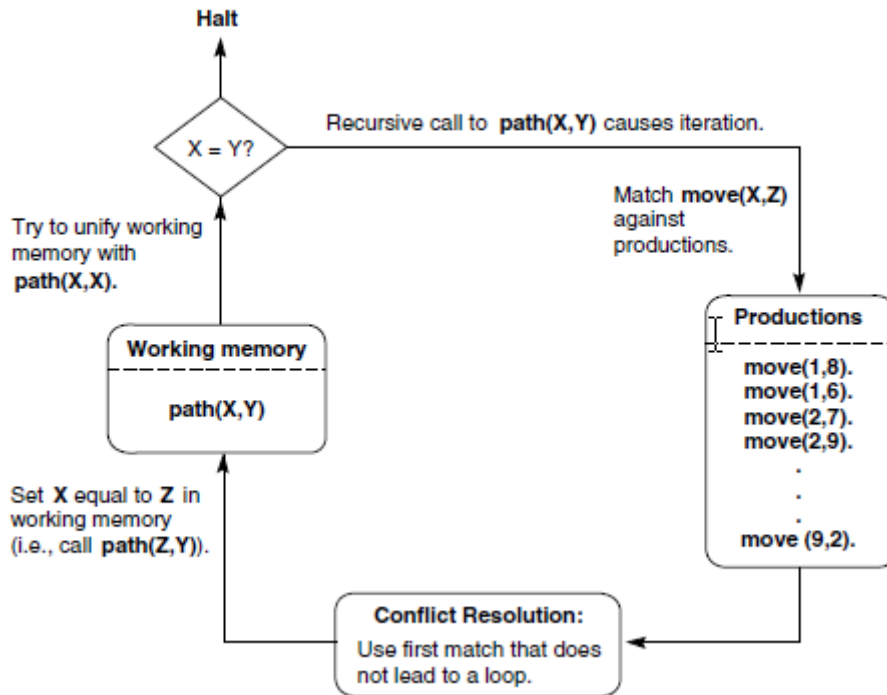 Halt
X = Y?
Recursive call to path(X,Y) causes iteration.
Match move(X,Z)
against
productions.
Try to unify working
memory with
path(X,X).
Productions
move(1,8).
move(1,6).
move(2,7).
move(2,9).
.
.
.
move (9,2).
Working memory
path(X,Y)
Set X equal to Z in
working memory
(i.e., call path(Z,Y)).
Conflict Resolution:
Use first match that does
not lead to a loop.